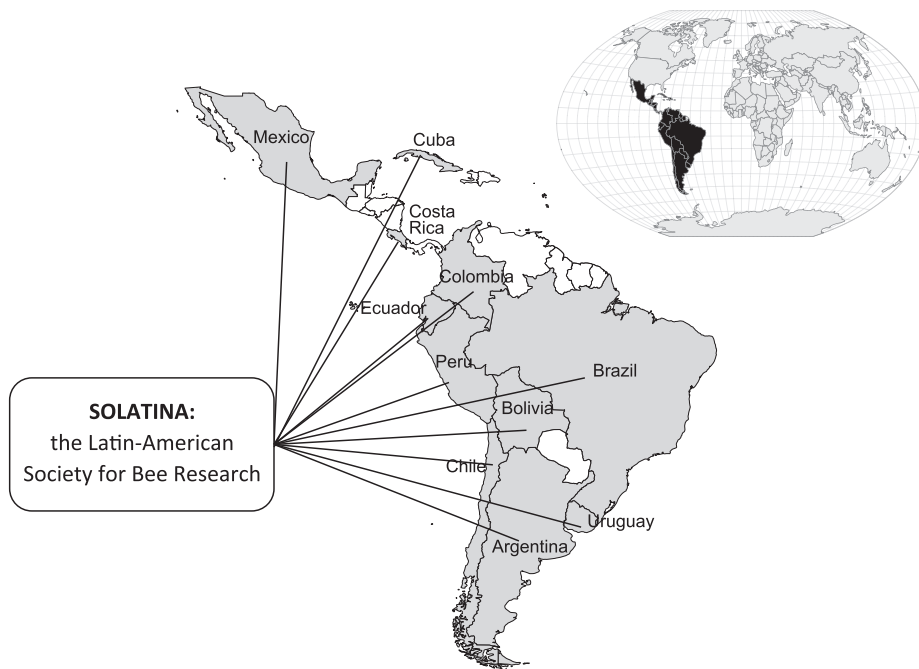 Mexico
Cuba
Costa
Rica
Colombia
Ecuador
Peru
Brazil
Bolivia
SOLATINA:
the Latin-American
Society for Bee Research
Chile
Uruguay
Argentina